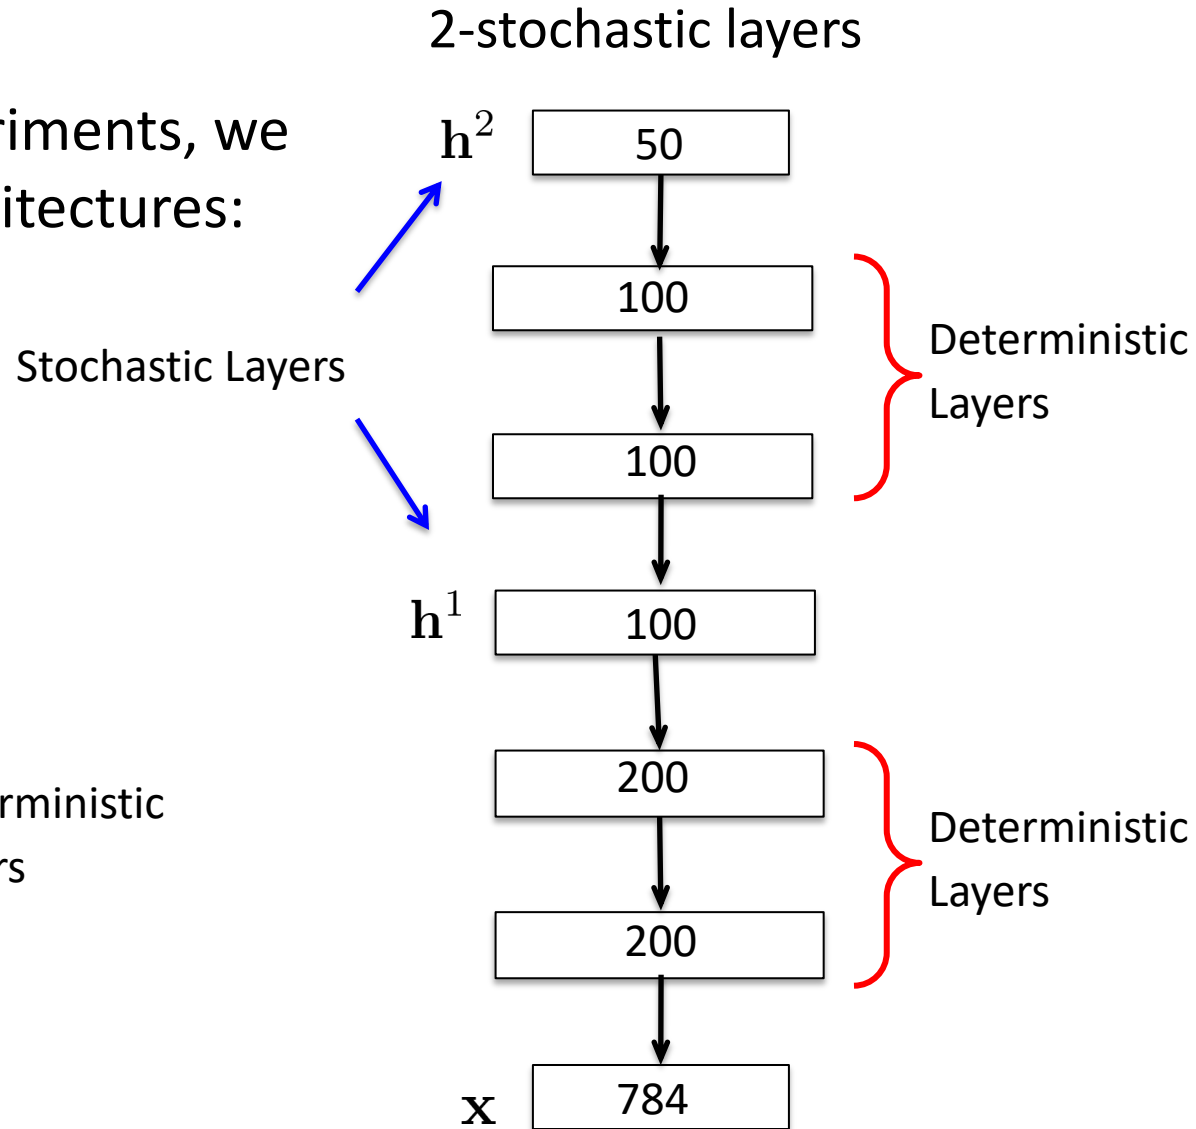 2-stochastic layers
riments, we
itectures:
h²
50
100
Deterministic
Layers
Stochastic Layers
100
h¹
100
200
rministic
rs
Deterministic
Layers
200
x
784